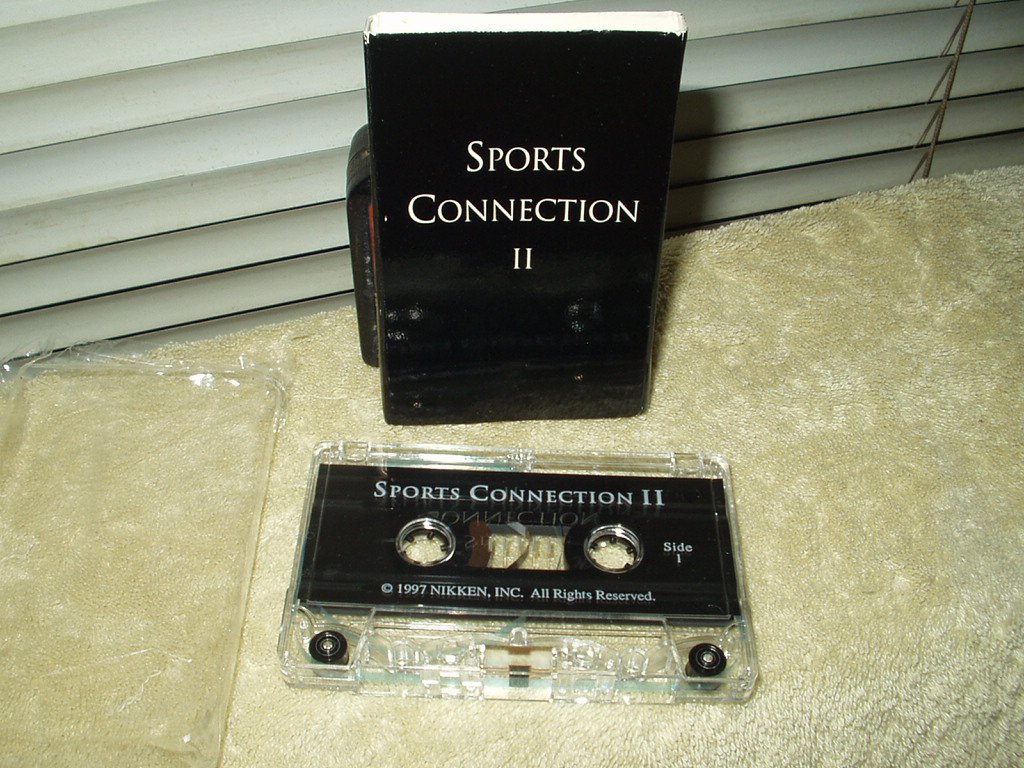 SPORTS
CONNECTION
II
SPORTS CONNECTION II
Side
1
© 1997 NIKKEN, INC. All Rights Reserved.